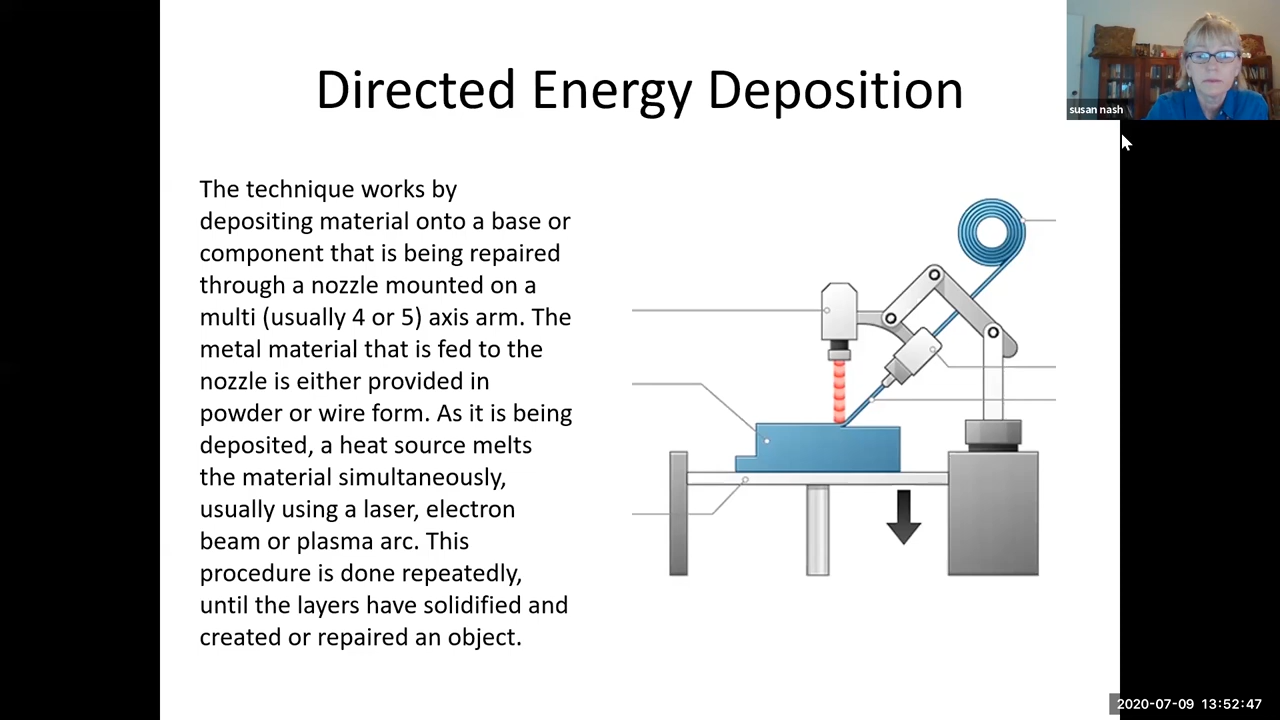 Directed Energy Deposition
susan nash
The technique works by
depositing material onto a base or
component that is being repaired
through a nozzle mounted on a
multi (usually 4 or 5) axis arm. The
metal material that is fed to the
nozzle is either provided in
powder or wire form. As it is being
deposited, a heat source melts
the material simultaneously,
usually using a laser, electron
beam or plasma arc. This
procedure is done repeatedly,
until the layers have solidified and
created or repaired an object.
2020-07-09 13:52:47